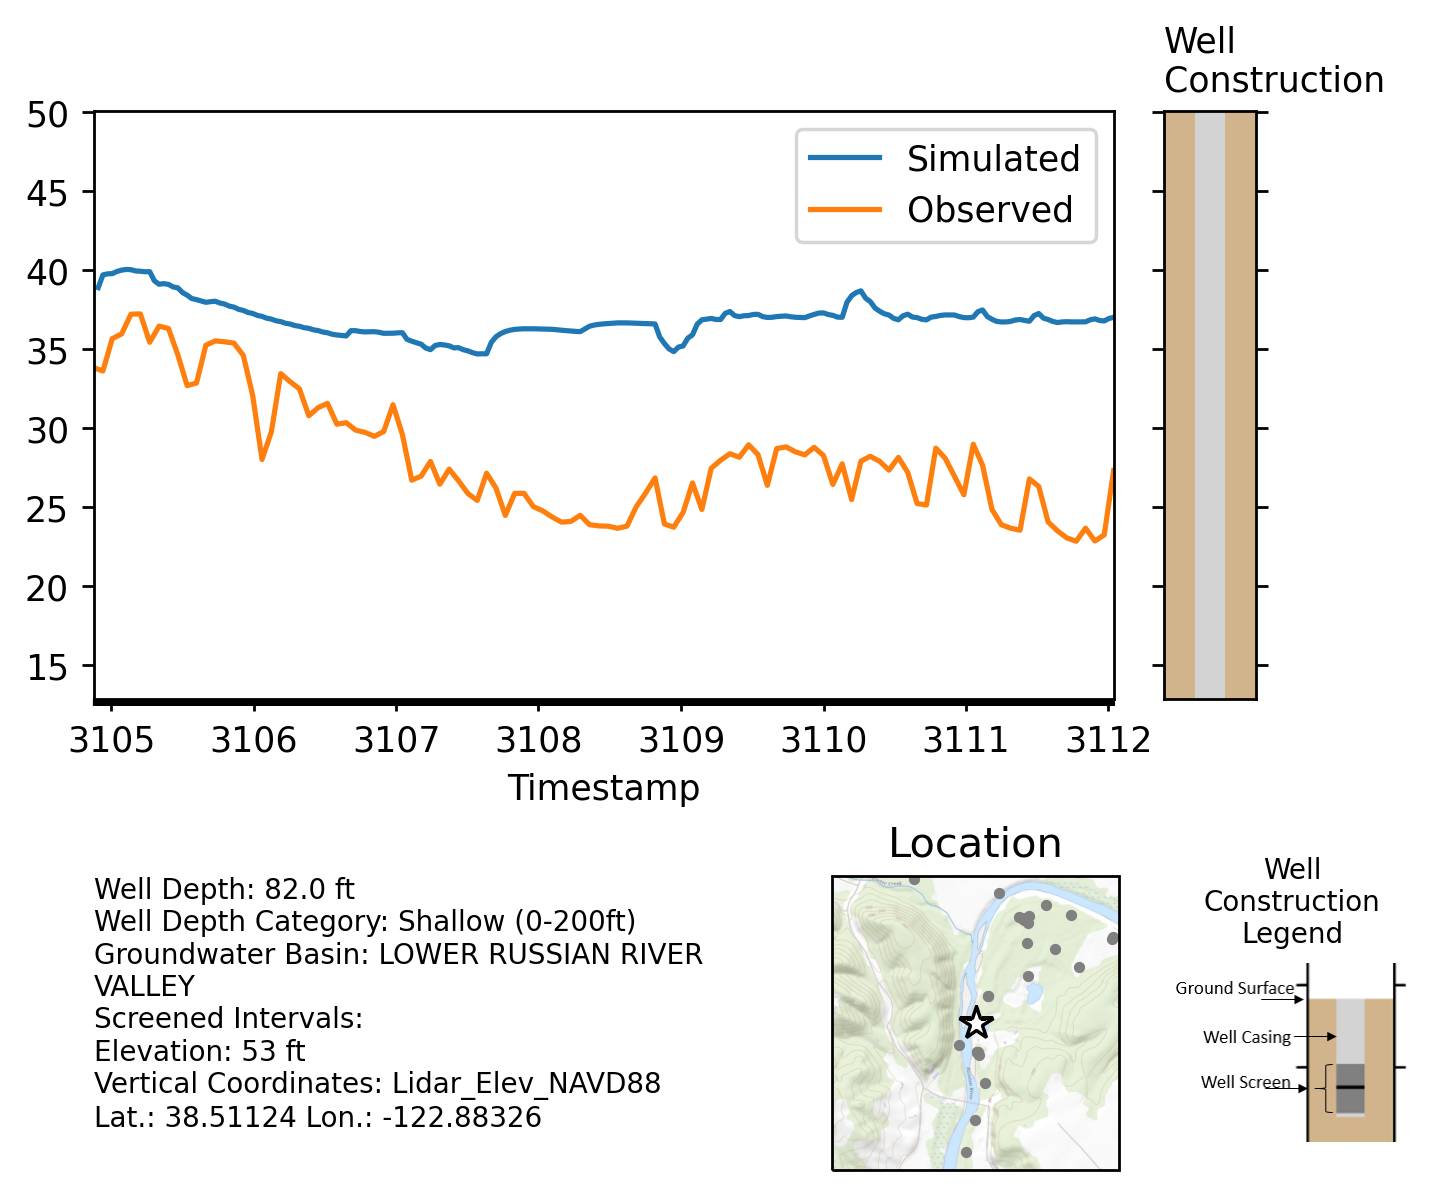 Well
Construction
50
45
40
35
30
25
20
15
Simulated
Observed
3105 3106 3107 3108 3109 3110 3111 3112
Timestamp
Well Depth: 82.0 ft
Well Depth Category: Shallow (0-200ft)
Groundwater Basin: LOWER RUSSIAN RIVER
VALLEY
Screened Intervals:
Elevation: 53 ft
Vertical Coordinates: Lidar_Elev_NAVD88
Lat.: 38.51124 Lon.: -122.88326
Location
Well
Construction
Legend
Ground Surface
Well Casing
Well Screen